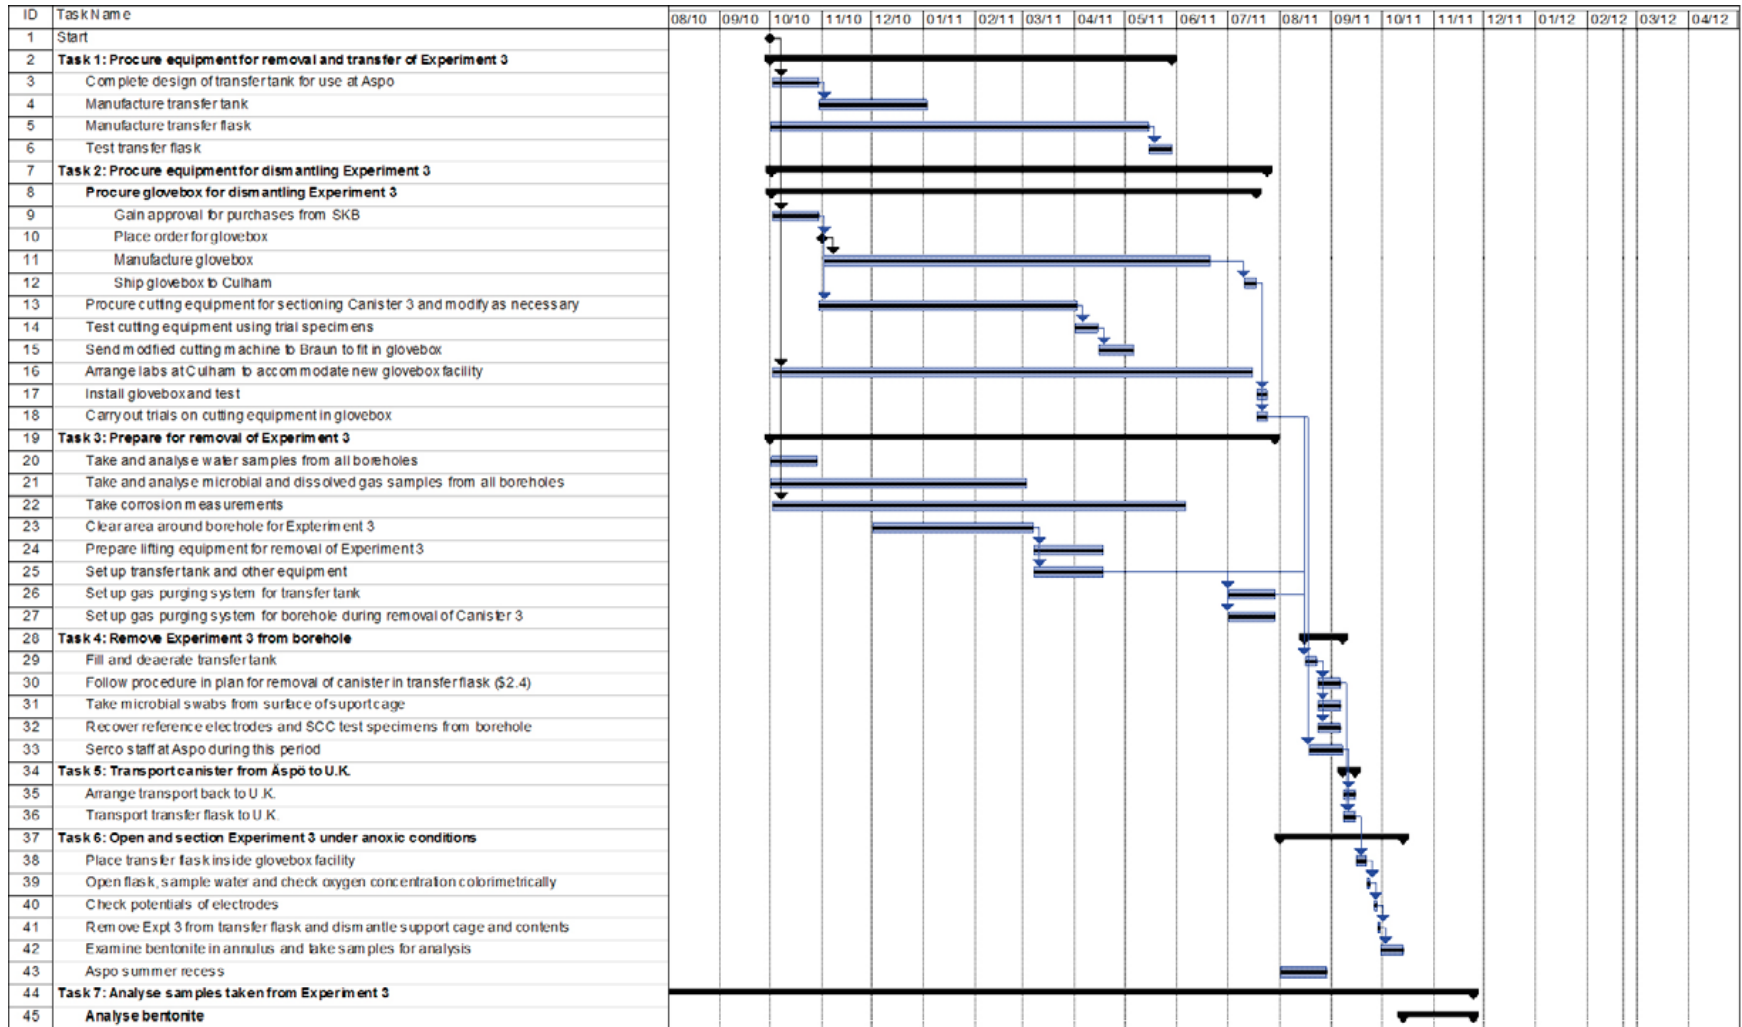 ID Task Name 08/10 09/10 10/10 11/10 12/10 01/11 02/11 03/11 04/11 05/11 06/11 07/11 08/11 09/11 10/11 11/11 12/11 01/12 02/12 03/12 04/12
1 Start
2 Task 1: Procure equipment for removal and transfer of Experiment 3
3 Complete design of transfer tank for use at Aspo
4 Manufacture transfer tank
5 Manufacture transfer flask
6 Test transfer flask
7 Task 2: Procure equipment for dismantling Experiment 3
8 Procure glovebox for dismantling Experiment 3
9 Gain approval for purchases from SKB
10 Place order for glovebox
11 Manufacture glovebox
12 Ship glovebox to Culham
13 Procure cutting equipment for sectioning Canister 3 and modify as necessary
14 Test cutting equipment using trial specimens
15 Send modfied cutting machine to Braun to fit in glovebox
16 Arrange labs at Culham to accommodate new glovebox facility
17 Install glovebox and test
18 Carry out trials on cutting equipment in glovebox
19 Task 3: Prepare for removal of Experiment 3
20 Take and analyse water samples from all boreholes
21 Take and analyse microbial and dissolved gas samples from all boreholes
22 Take corrosion measurements
23 Clear area around borehole for Expteriment 3
24 Prepare lifting equipment for removal of Experiment 3
25 Set up transfer tank and other equipment
26 Set up gas purging system for transfer tank
27 Set up gas purging system for borehole during removal of Canister 3
28 Task 4: Remove Experiment 3 from borehole
29 Fill and deaerate transfer tank
30 Follow procedure in plan for removal of canister in transfer flask ($2.4)
31 Take microbial swabs from surface of suport cage
32 Recover reference electrodes and SCC test specimens from borehole
33 Serco staff at Aspo during this period
34 Task 5: Transport canister from Äspö to U.K.
35 Arrange transport back to U.K.
36 Transport transfer flask to U.K.
37 Task 6: Open and section Experiment 3 under anoxic conditions
38 Place transfer flask inside glovebox facility
39 Open flask, sample water and check oxygen concentration colorimetrically
40 Check potentials of electrodes
41 Remove Expt 3 from transfer flask and dismantle support cage and contents
42 Examine bentonite in annulus and take samples for analysis
43 Aspo summer recess
44 Task 7: Analyse samples taken from Experiment 3
45 Analyse bentonite